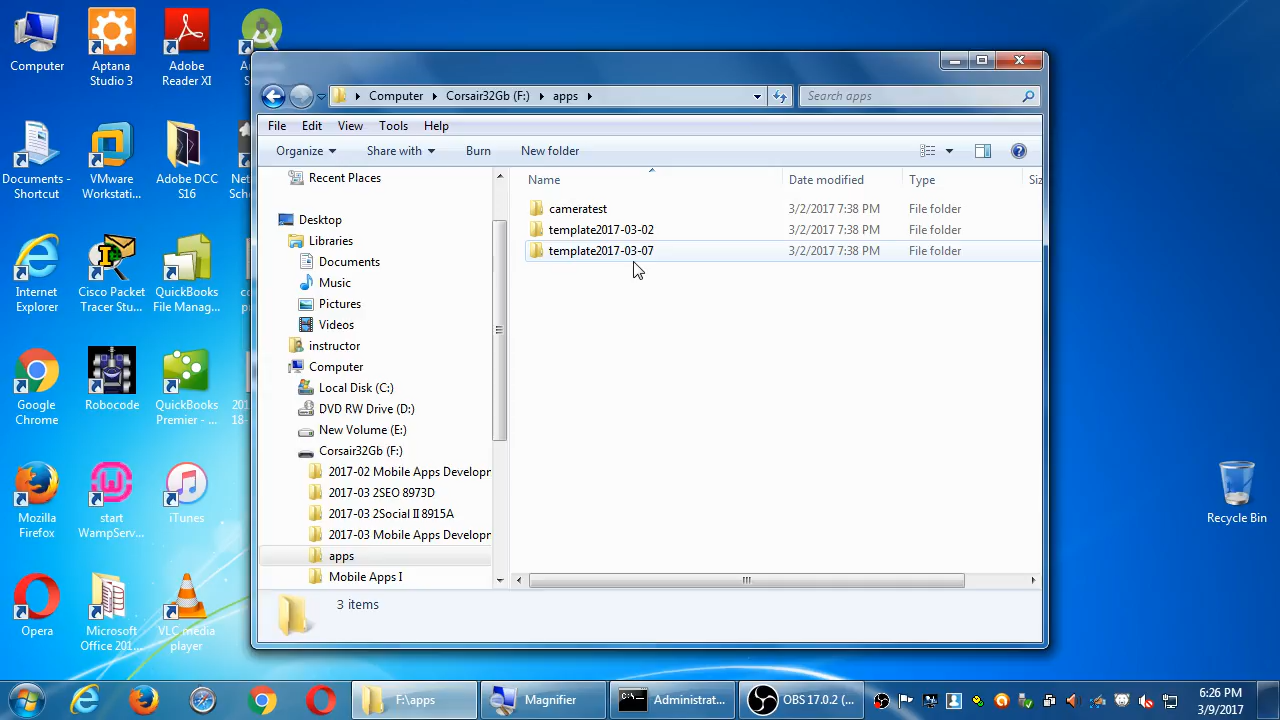 Computer
Aptana
Studio 3
Adobe
Reader XI
Computer
Corsair32Gb (F:)
apps
Search apps
File
Edit
View
Tools
Help
Organize
Share with
Burn
New folder
Documents -
Shortcut
VMware
Workstati...
Adobe DCC
S16
Recent Places
Desktop
Libraries
Documents
Music
Pictures
Videos
instructor
Computer
Local Disk (C:)
DVD RW Drive (D:)
New Volume (E:)
Corsair32Gb (F:)
2017-02 Mobile Apps Developr
2017-03 2SEO 8973D
2017-03 2Social II 8915A
2017-03 Mobile Apps Developr
apps
Mobile Apps I
Name
Date modified
Type
cameratest
3/2/2017 7:38 PM
File folder
template2017-03-02
3/2/2017 7:38 PM
File folder
template2017-03-07
3/2/2017 7:38 PM
File folder
3 items
Internet
Explorer
Cisco Packet
Tracer Stu...
QuickBooks
File Manag...
Google
Chrome
Robocode
QuickBooks
Premier - ...
Mozilla
Firefox
start
WampServ...
iTunes
Opera
Microsoft
Office 201...
VLC media
player
Recycle Bin
F:\apps
Magnifier
Administrat...
OBS 17.0.2 (...
6:26 PM
3/9/2017